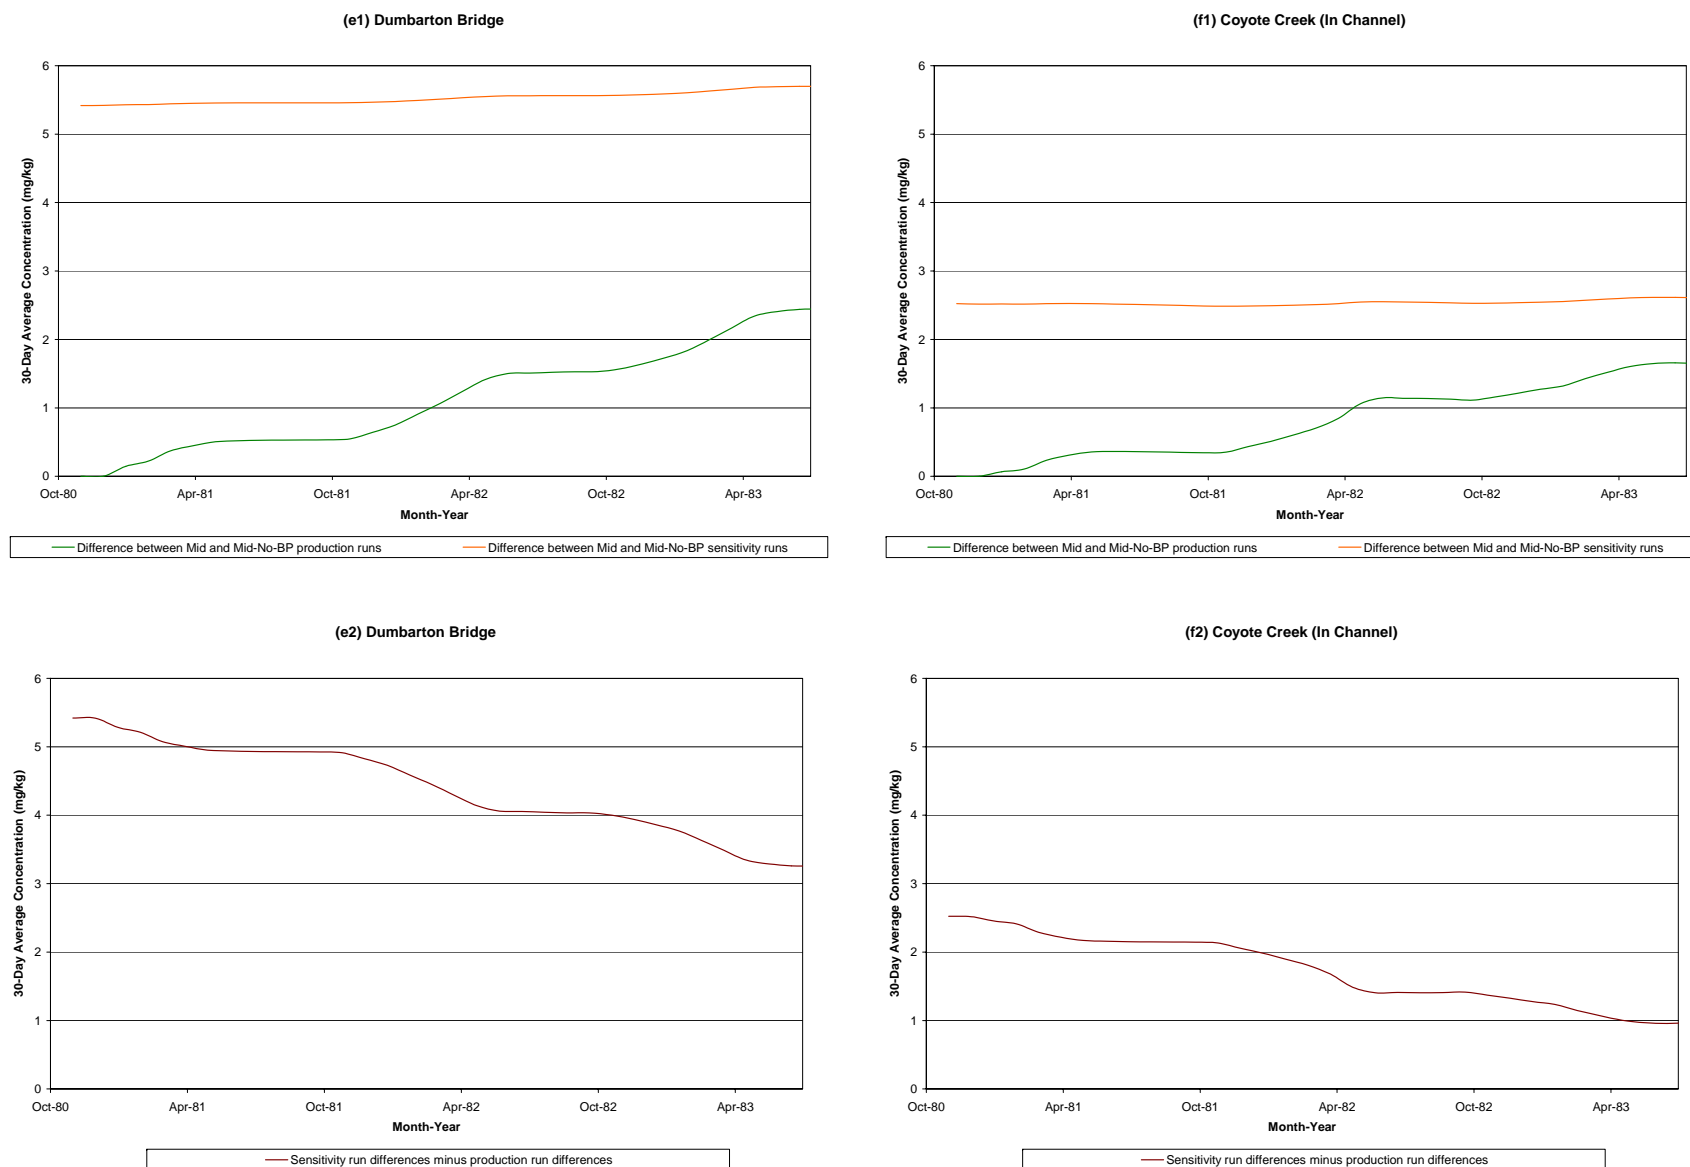 (e1) Dumbarton Bridge
6
5
4
3
2
1
0
30-Day Average Concentration (mg/kg)
Oct-80 Apr-81 Oct-81 Apr-82 Oct-82 Apr-83
Month-Year
Difference between Mid and Mid-No-BP production runs Difference between Mid and Mid-No-BP sensitivity runs
(f1) Coyote Creek (In Channel)
6
5
4
3
2
1
0
30-Day Average Concentration (mg/kg)
Oct-80 Apr-81 Oct-81 Apr-82 Oct-82 Apr-83
Month-Year
Difference between Mid and Mid-No-BP production runs Difference between Mid and Mid-No-BP sensitivity runs
(e2) Dumbarton Bridge
6
5
4
3
2
1
0
30-Day Average Concentration (mg/kg)
Oct-80 Apr-81 Oct-81 Apr-82 Oct-82 Apr-83
Month-Year
Sensitivity run differences minus production run differences
(f2) Coyote Creek (In Channel)
6
5
4
3
2
1
0
30-Day Average Concentration (mg/kg)
Oct-80 Apr-81 Oct-81 Apr-82 Oct-82 Apr-83
Month-Year
Sensitivity run differences minus production run differences